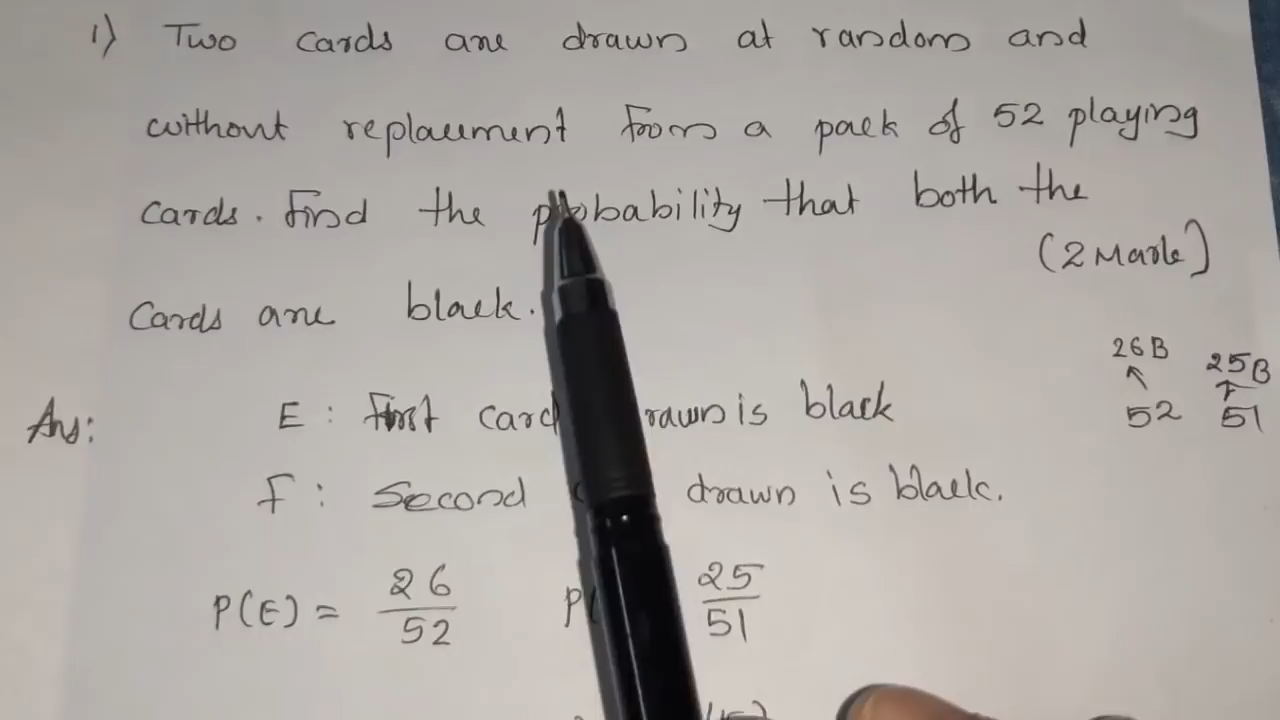 1) Two cards are drawn at random and
without replacement from a pack of 52 playing
cards. Find the probability that both the
(2 Mark)
cards are black.
26B 25B
52 51
Ans: E : First card drawn is black
F : Second drawn is black.
P(E) = 26/52 P( 25/51